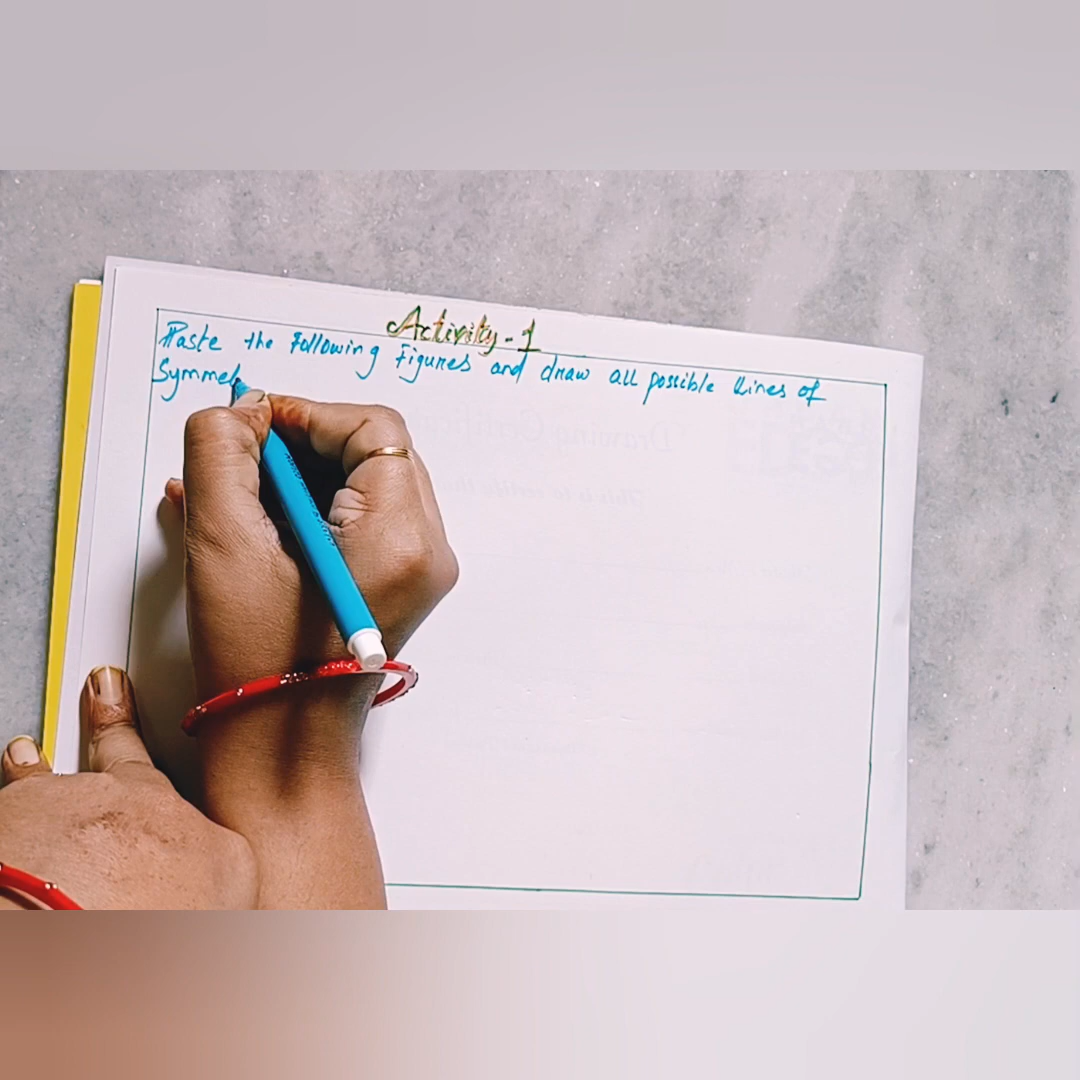 Activity - 1
Paste the following figures and draw all possible lines of
Symmet